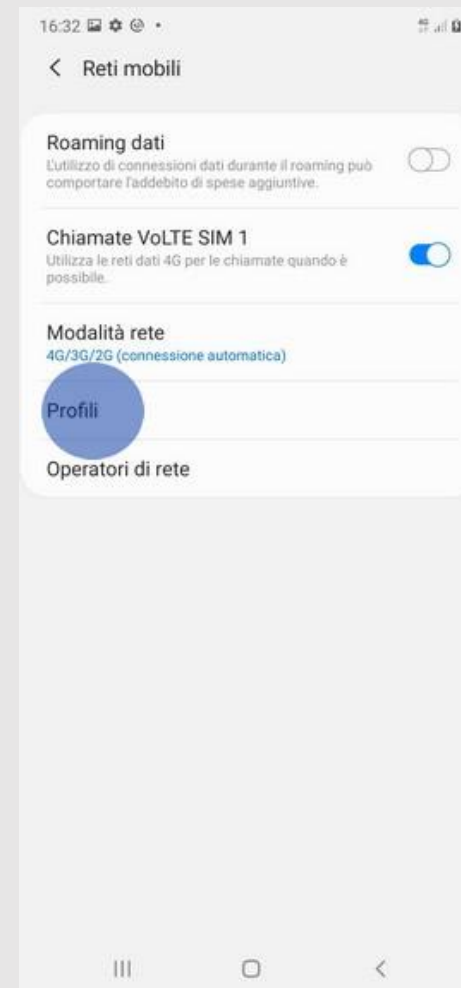 16:32
Reti mobili
Roaming dati
L'utilizzo di connessioni dati durante il roaming può
comportare l'addebito di spese aggiuntive.
Chiamate VoLTE SIM 1
Utilizza le reti dati 4G per le chiamate quando è
possibile.
Modalità rete
4G/3G/2G (connessione automatica)
Profili
Operatori di rete